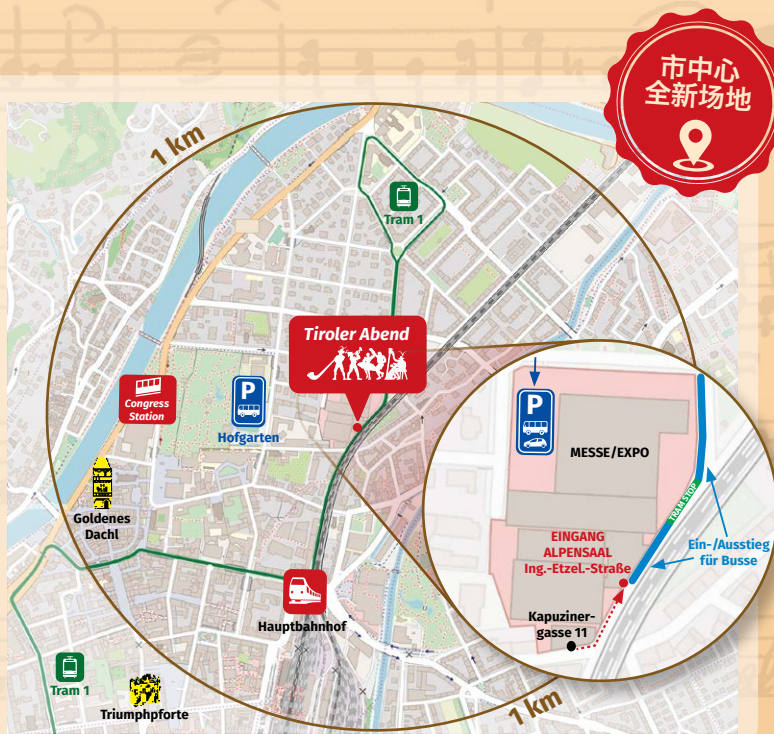 市中心
全新场地
1 km
Tram 1
Tiroler Abend
Congress
Station
P
Hofgarten
P
MESSE/EXPO
Goldenes
Dachl
TRAM STOP
EINGANG
ALPENSAAL
Ing.-Etzel.-Straße
Ein-/Ausstieg
für Busse
Kapuziner-
gasse 11
Hauptbahnhof
Tram 1
Triumphpforte
1 km